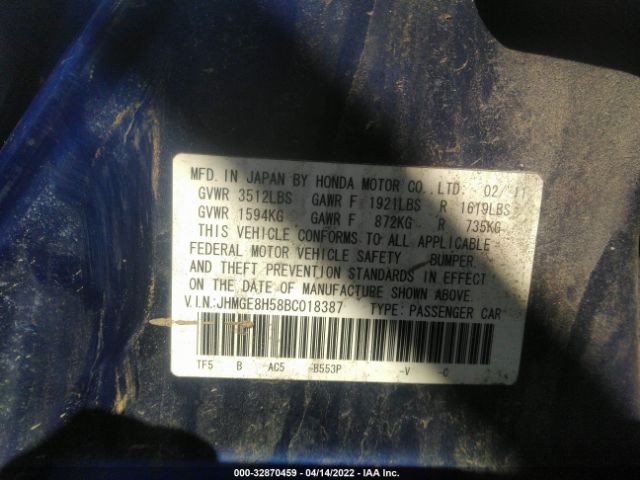 MFD. IN JAPAN BY HONDA MOTOR CO.,LTD. 02/11
GVWR 3512LBS GAWR F 1921LBS R 1619LBS
GVWR 1594KG GAWR F 872KG R 735KG
THIS VEHICLE CONFORMS TO ALL APPLICABLE
FEDERAL MOTOR VEHICLE SAFETY BUMPER,
AND THEFT PREVENTION STANDARDS IN EFFECT
ON THE DATE OF MANUFACTURE SHOWN ABOVE.
V.I.N.:JHMGE8H58BC018387 TYPE: PASSENGER CAR
TF5 B -AC5 -B553P -V -C
000-32870459 - 04/14/2022 - IAA Inc.